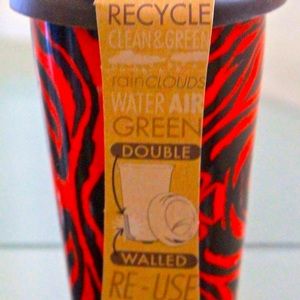 RECYCLE
CLEAN&GREEN
rainCLOUDS
WATER AIR
GREEN
DOUBLE
WALLED
RE-USE